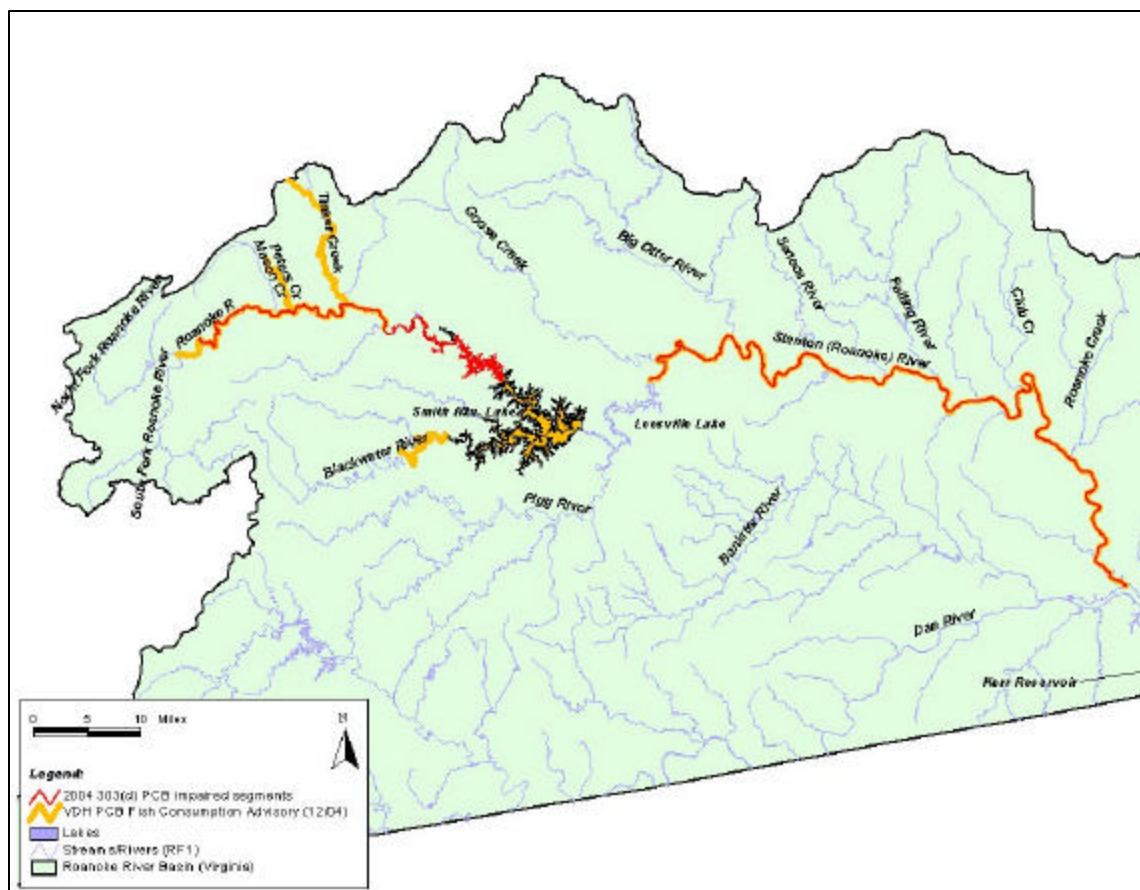 North Fork Roanoke River
South Fork Roanoke River
Roanoke R
Mason Cr
Peters Cr
Tinker Creek
Goose Creek
Big Otter River
Falling River
Cub Cr
Roanoke Creek
Staunton (Roanoke) River
Smith Mtn. Lake
Leesville Lake
Blackwater River
Pigg River
Banister River
Dan River
Kerr Reservoir
0 5 10 Miles
N
Legend:
2004 303(d) PCB impaired segments
VDH PCB Fish Consumption Advisory (12/04)
Lakes
Streams/Rivers (RF1)
Roanoke River Basin (Virginia)